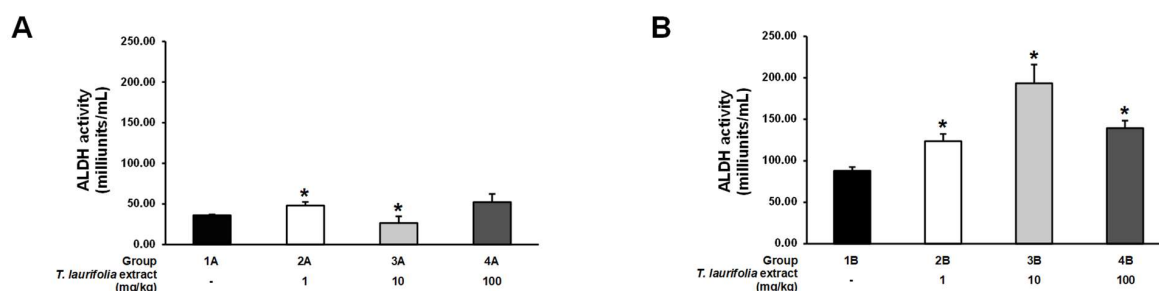 A
ALDH activity
(milliunits/mL)
250.00
200.00
150.00
100.00
50.00
0.00
*
*
Group 1A 2A 3A 4A
T. laurifolia extract
(mg/kg) - 1 10 100
B
ALDH activity
(milliunits/mL)
250.00
200.00
150.00
100.00
50.00
0.00
*
*
*
Group 1B 2B 3B 4B
T. laurifolia extract
(mg/kg) - 1 10 100